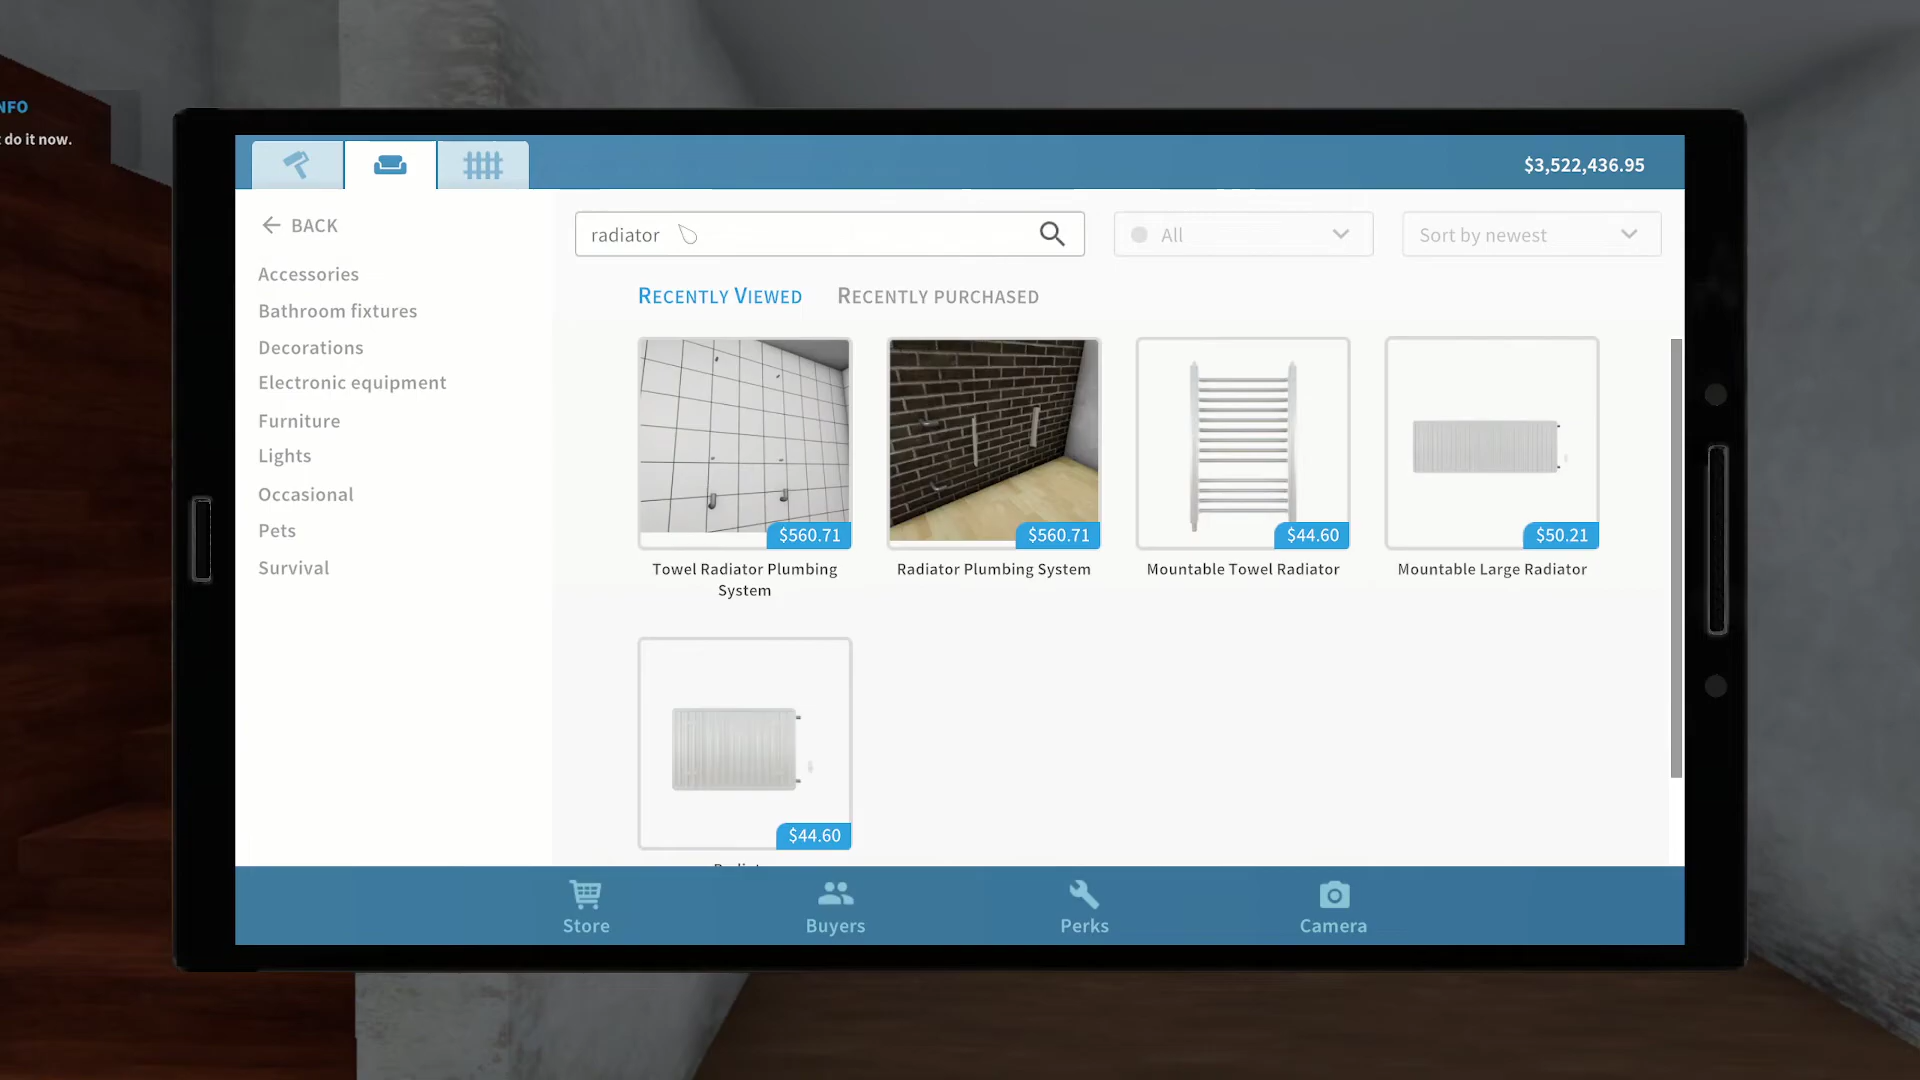 NFO
do it now.
$3,522,436.95
BACK
radiator
All
Sort by newest
Accessories
Bathroom fixtures
Decorations
Electronic equipment
Furniture
Lights
Occasional
Pets
Survival
RECENTLY VIEWED
RECENTLY PURCHASED
$560.71
$560.71
$44.60
$50.21
Towel Radiator Plumbing
System
Radiator Plumbing System
Mountable Towel Radiator
Mountable Large Radiator
$44.60
Store
Buyers
Perks
Camera